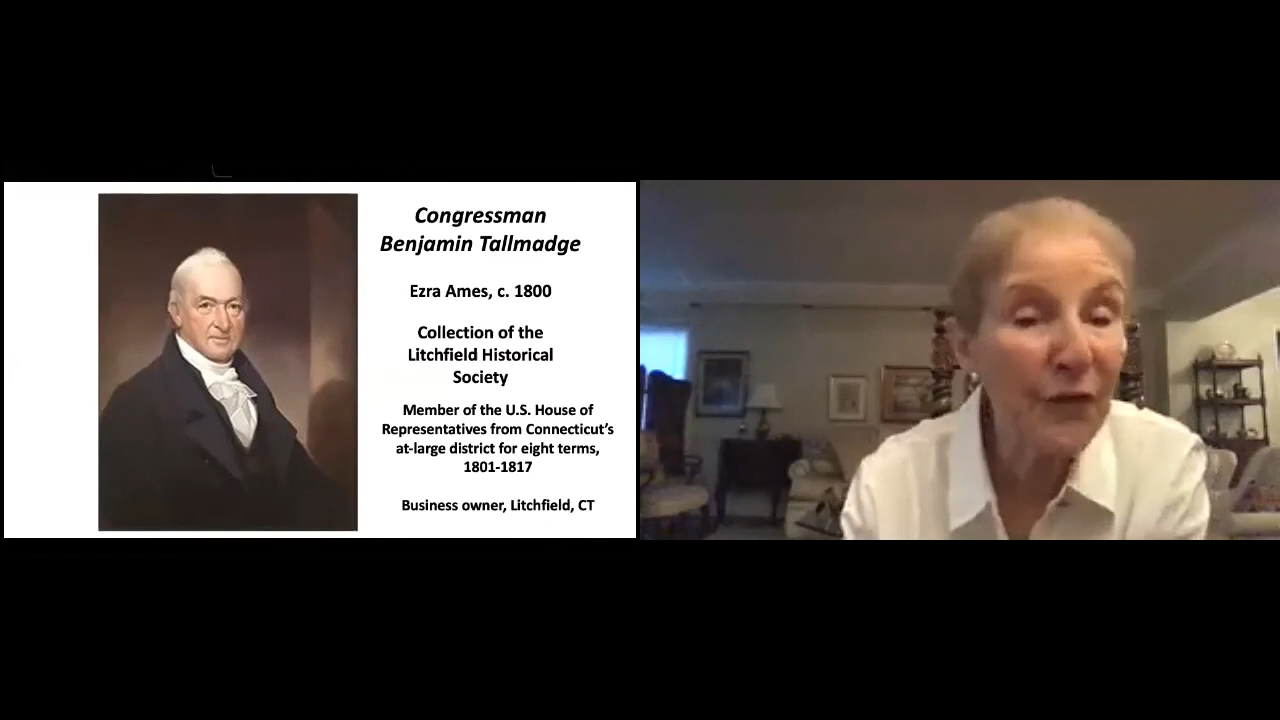 Congressman
Benjamin Tallmadge
Ezra Ames, c. 1800
Collection of the
Litchfield Historical
Society
Member of the U.S. House of
Representatives from Connecticut's
at-large district for eight terms,
1801-1817
Business owner, Litchfield, CT